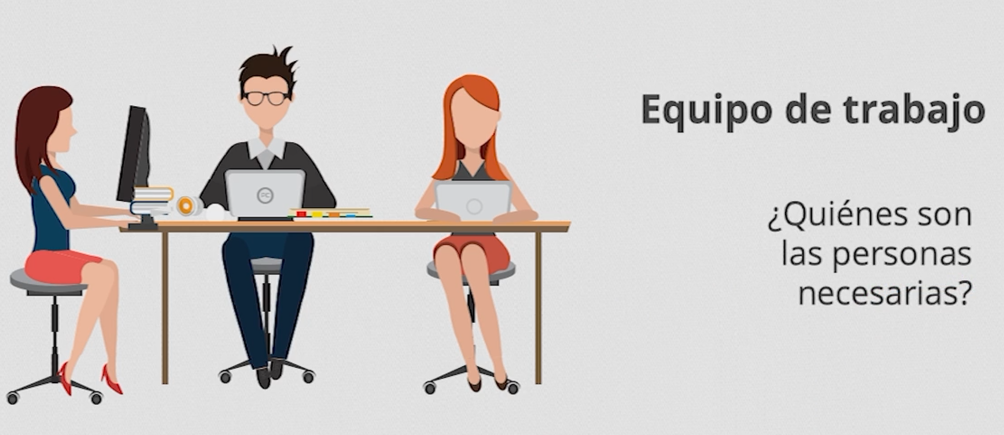 Equipo de trabajo
¿Quiénes son
las personas
necesarias?